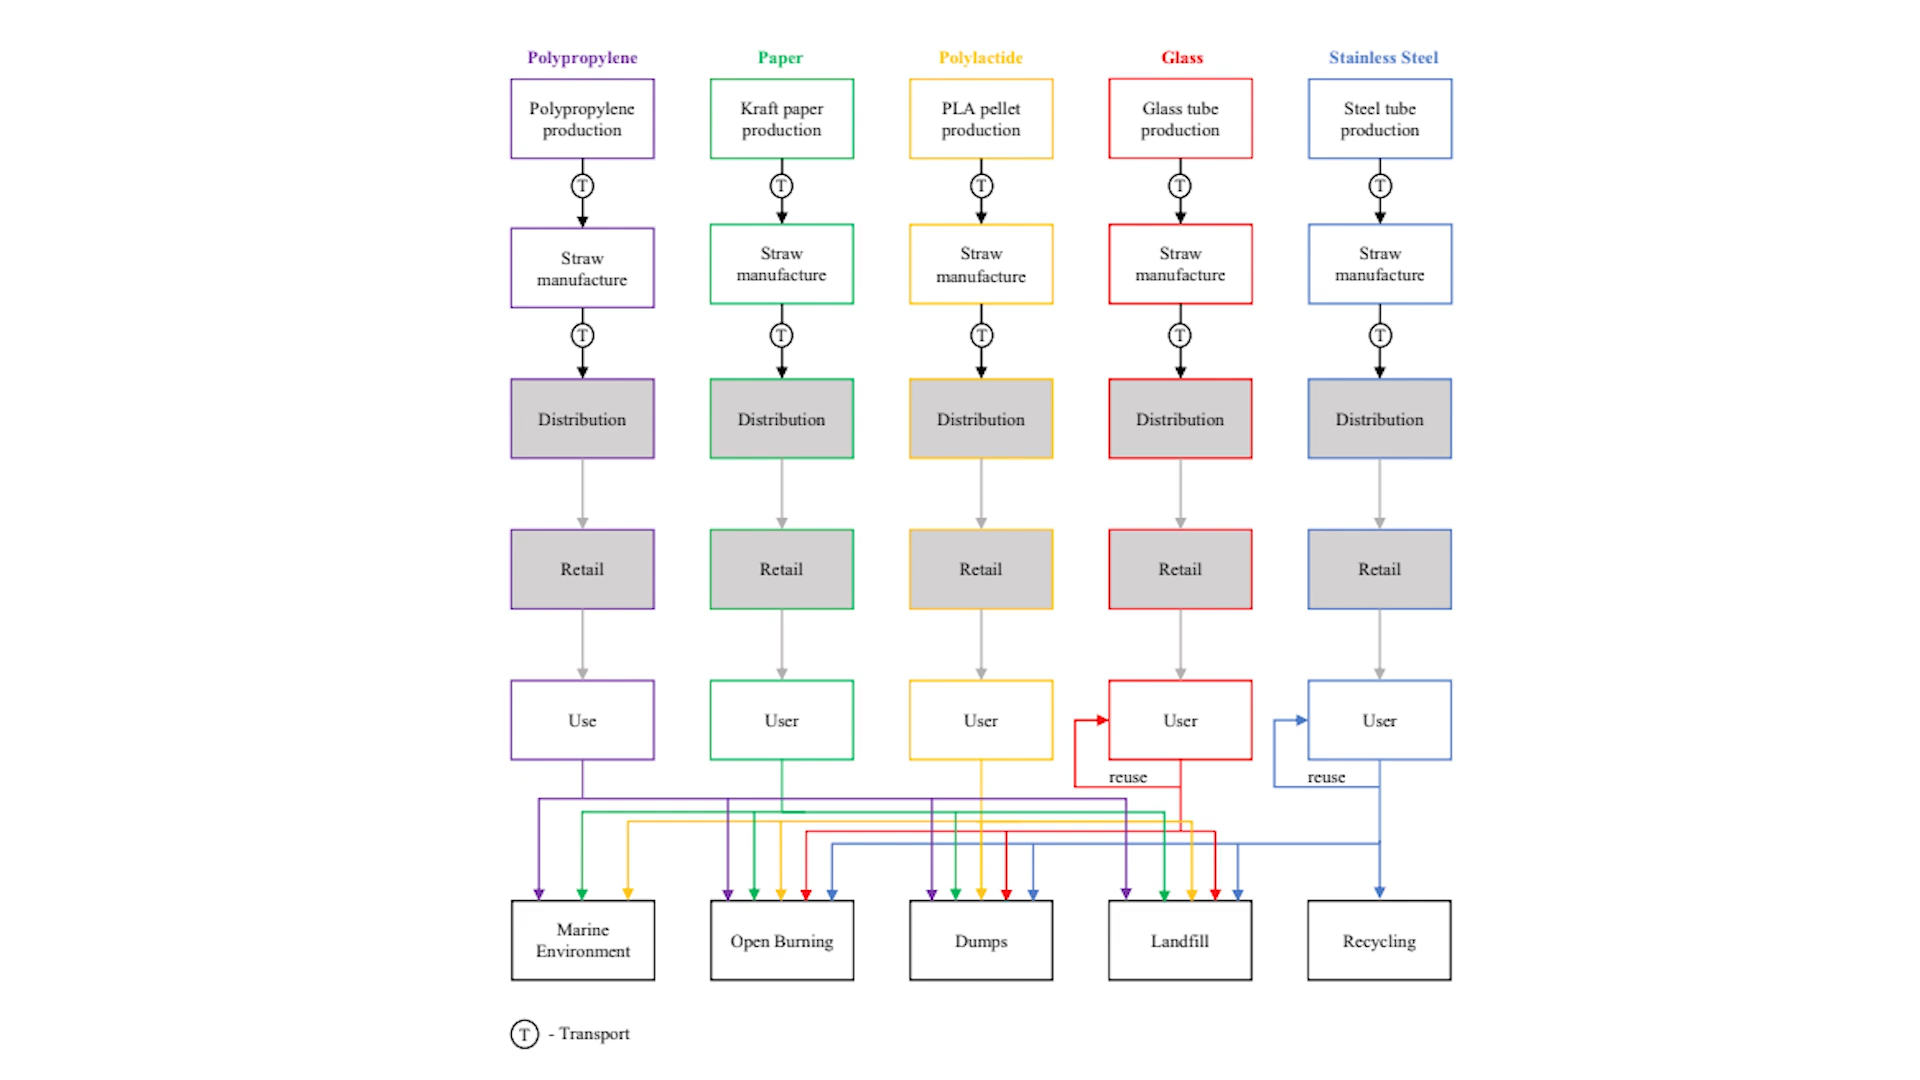 Polypropylene
Paper
Polylactide
Glass
Stainless Steel
Polypropylene
production
Kraft paper
production
PLA pellet
production
Glass tube
production
Steel tube
production
T
T
T
T
T
Straw
manufacture
Straw
manufacture
Straw
manufacture
Straw
manufacture
Straw
manufacture
T
T
T
T
T
Distribution
Distribution
Distribution
Distribution
Distribution
Retail
Retail
Retail
Retail
Retail
Use
User
User
User
User
reuse
reuse
Marine
Environment
Open Burning
Dumps
Landfill
Recycling
T - Transport